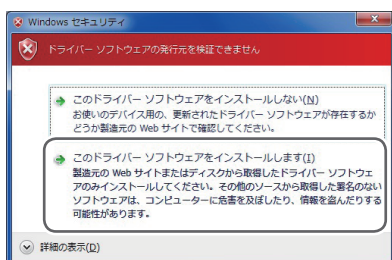 Windows セキュリティ
ドライバー ソフトウェアの発行元を検証できません
このドライバー ソフトウェアをインストールしない(N)
お使いのデバイス用の、更新されたドライバー ソフトウェアが存在するか
どうか製造元の Web サイトで確認してください。
このドライバー ソフトウェアをインストールします(I)
製造元の Web サイトまたはディスクから取得したドライバー ソフトウェ
アのみインストールしてください。その他のソースから取得した署名のない
ソフトウェアは、コンピューターに危害を及ぼしたり、情報を盗んだりする
可能性があります。
詳細の表示(D)